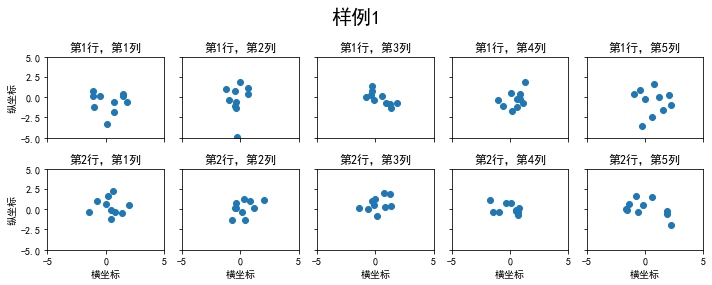 样例1
第1行，第1列 第1行，第2列 第1行，第3列 第1行，第4列 第1行，第5列
5.0
2.5
0.0
2.5
5.0
纵坐标
第2行，第1列 第2行，第2列 第2行，第3列 第2行，第4列 第2行，第5列
5.0
2.5
0.0
2.5
5.0
纵坐标
−5 0 5 −5 0 5 −5 0 5 −5 0 5 −5 0 5
横坐标 横坐标 横坐标 横坐标 横坐标